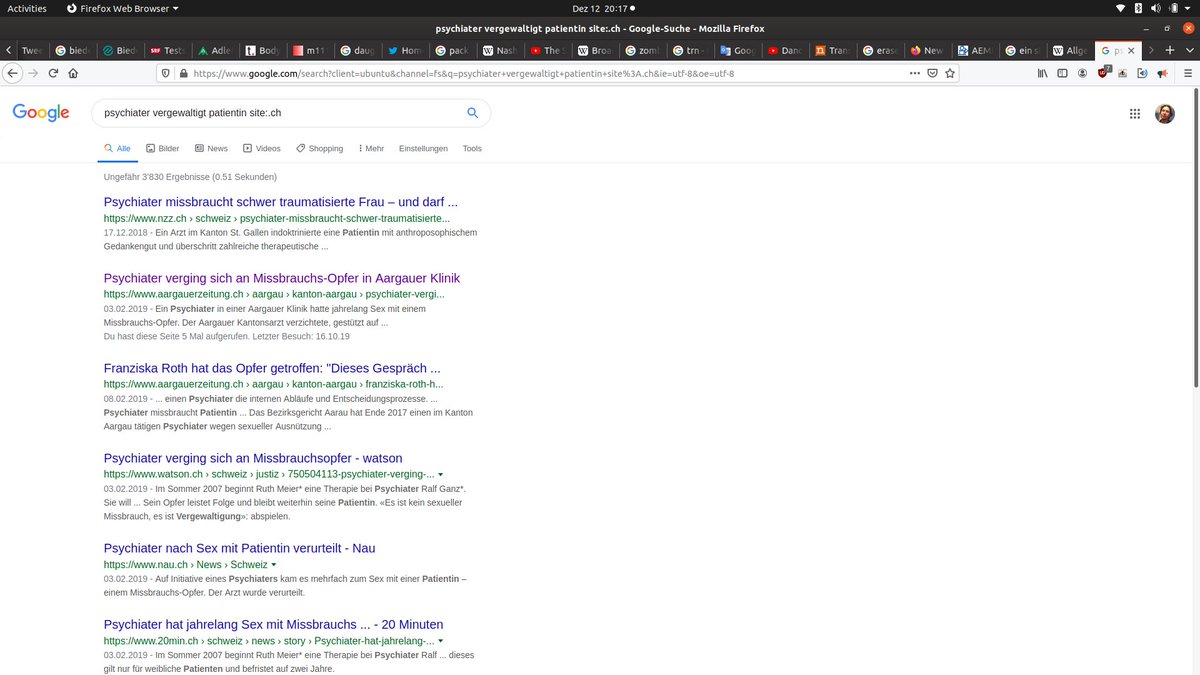 Activities Firefox Web Browser Dez 12 20:17
psychiater vergewaltigt patientin site:.ch - Google-Suche - Mozilla Firefox
Twee biede Biede SRF Tests Adle Body m11 daug Hom pack Nash The S Broa zomb trn - Goog Danc Trans erase New AEMI ein sl Allge ps
https://www.google.com/search?client=ubuntu&channel=fs&q=psychiater+vergewaltigt+patientin+site%3A.ch&ie=utf-8&oe=utf-8
Google psychiater vergewaltigt patientin site:.ch
Alle Bilder News Videos Shopping Mehr Einstellungen Tools
Ungefähr 3'830 Ergebnisse (0.51 Sekunden)
Psychiater missbraucht schwer traumatisierte Frau – und darf ...
https://www.nzz.ch › schweiz › psychiater-missbraucht-schwer-traumatisierte...
17.12.2018 - Ein Arzt im Kanton St. Gallen indoktrinierte eine Patientin mit anthroposophischem
Gedankengut und überschritt zahlreiche therapeutische ...
Psychiater verging sich an Missbrauchs-Opfer in Aargauer Klinik
https://www.aargauerzeitung.ch › aargau › kanton-aargau › psychiater-vergi...
03.02.2019 - Ein Psychiater in einer Aargauer Klinik hatte jahrelang Sex mit einem
Missbrauchs-Opfer. Der Aargauer Kantonsarzt verzichtete, gestützt auf ...
Du hast diese Seite 5 Mal aufgerufen. Letzter Besuch: 16.10.19
Franziska Roth hat das Opfer getroffen: "Dieses Gespräch ...
https://www.aargauerzeitung.ch › aargau › kanton-aargau › franziska-roth-h...
08.02.2019 - ... einen Psychiater die internen Abläufe und Entscheidungsprozesse. ...
Psychiater missbraucht Patientin ... Das Bezirksgericht Aarau hat Ende 2017 einen im Kanton
Aargau tätigen Psychiater wegen sexueller Ausnützung ...
Psychiater verging sich an Missbrauchsopfer - watson
https://www.watson.ch › schweiz › justiz › 750504113-psychiater-verging-...
03.02.2019 - Im Sommer 2007 beginnt Ruth Meier* eine Therapie bei Psychiater Ralf Ganz*.
Sie will ... Sein Opfer leistet Folge und bleibt weiterhin seine Patientin. «Es ist kein sexueller
Missbrauch, es ist Vergewaltigung»: abspielen.
Psychiater nach Sex mit Patientin verurteilt - Nau
https://www.nau.ch › News › Schweiz
03.02.2019 - Auf Initiative eines Psychiaters kam es mehrfach zum Sex mit einer Patientin –
einem Missbrauchs-Opfer. Der Arzt wurde verurteilt.
Psychiater hat jahrelang Sex mit Missbrauchs ... - 20 Minuten
https://www.20min.ch › schweiz › news › story › Psychiater-hat-jahrelang-...
03.02.2019 - Im Sommer 2007 beginnt Ruth Meier* eine Therapie bei Psychiater Ralf ... dieses
gilt nur für weibliche Patienten und befristet auf zwei Jahre.